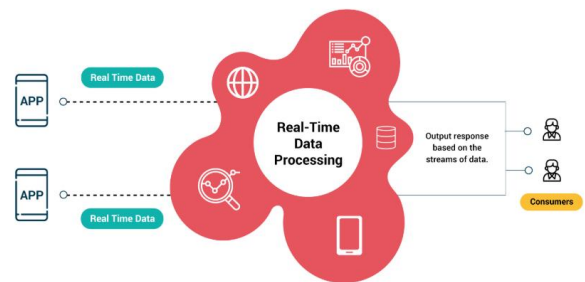 Real Time Data
APP
Real-Time
Data
Processing
Output response
based on the
streams of data.
APP
Consumers
Real Time Data